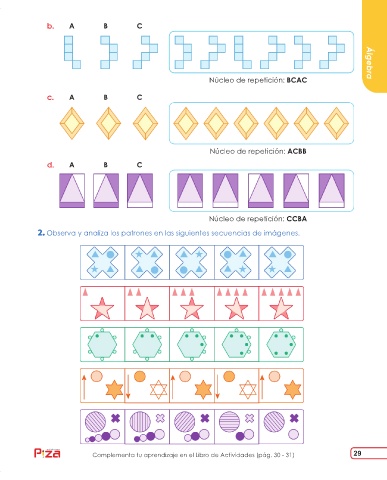 b. A B C
Álgebra
Núcleo de repetición: BCAC
c. A B C
Núcleo de repetición: ACBB
d. A B C
Núcleo de repetición: CCBA
2. Observa y analiza los patrones en las siguientes secuencias de imágenes.
Piza
Complementa tu aprendizaje en el Libro de Actividades (pág. 30 - 31)
29